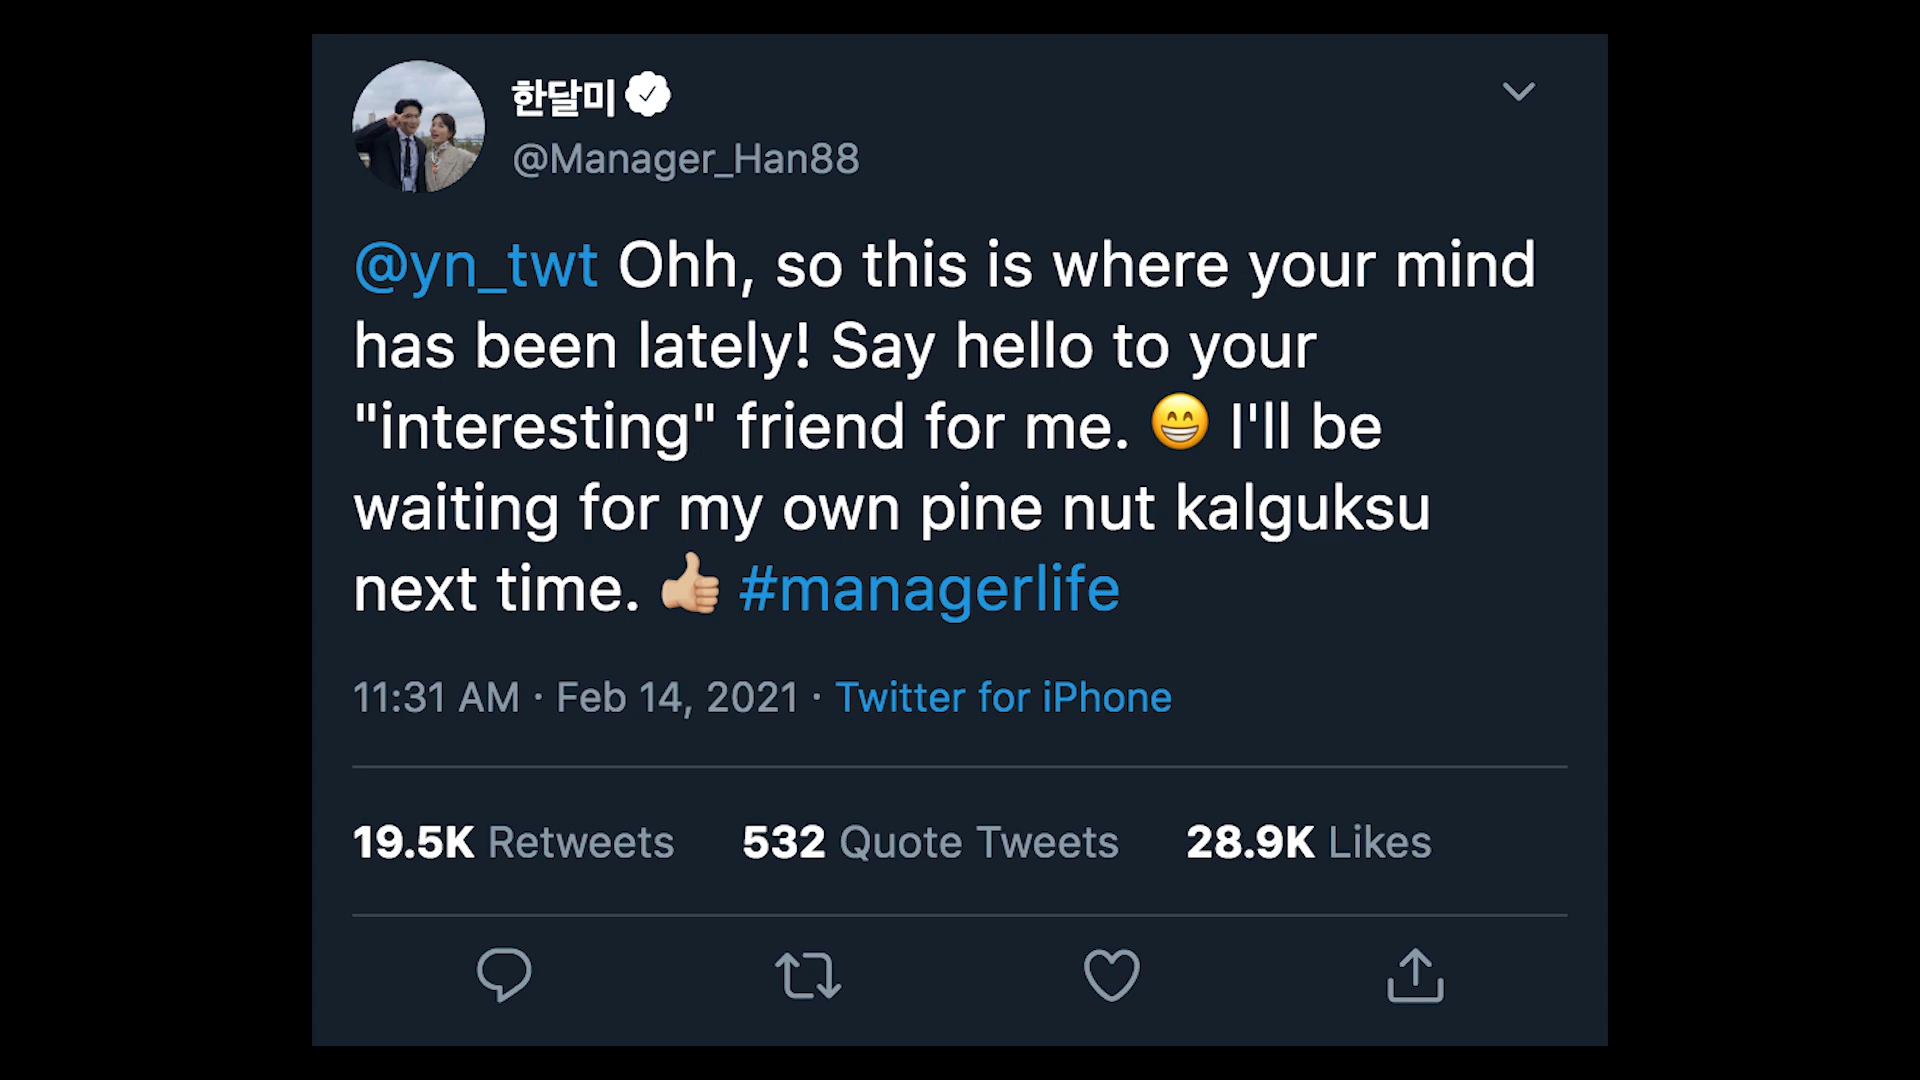 한달미
@Manager_Han88
@yn_twt Ohh, so this is where your mind
has been lately! Say hello to your
"interesting" friend for me. 😁 I'll be
waiting for my own pine nut kalguksu
next time. 👍🏼 #managerlife
11:31 AM · Feb 14, 2021 · Twitter for iPhone
19.5K Retweets 532 Quote Tweets 28.9K Likes